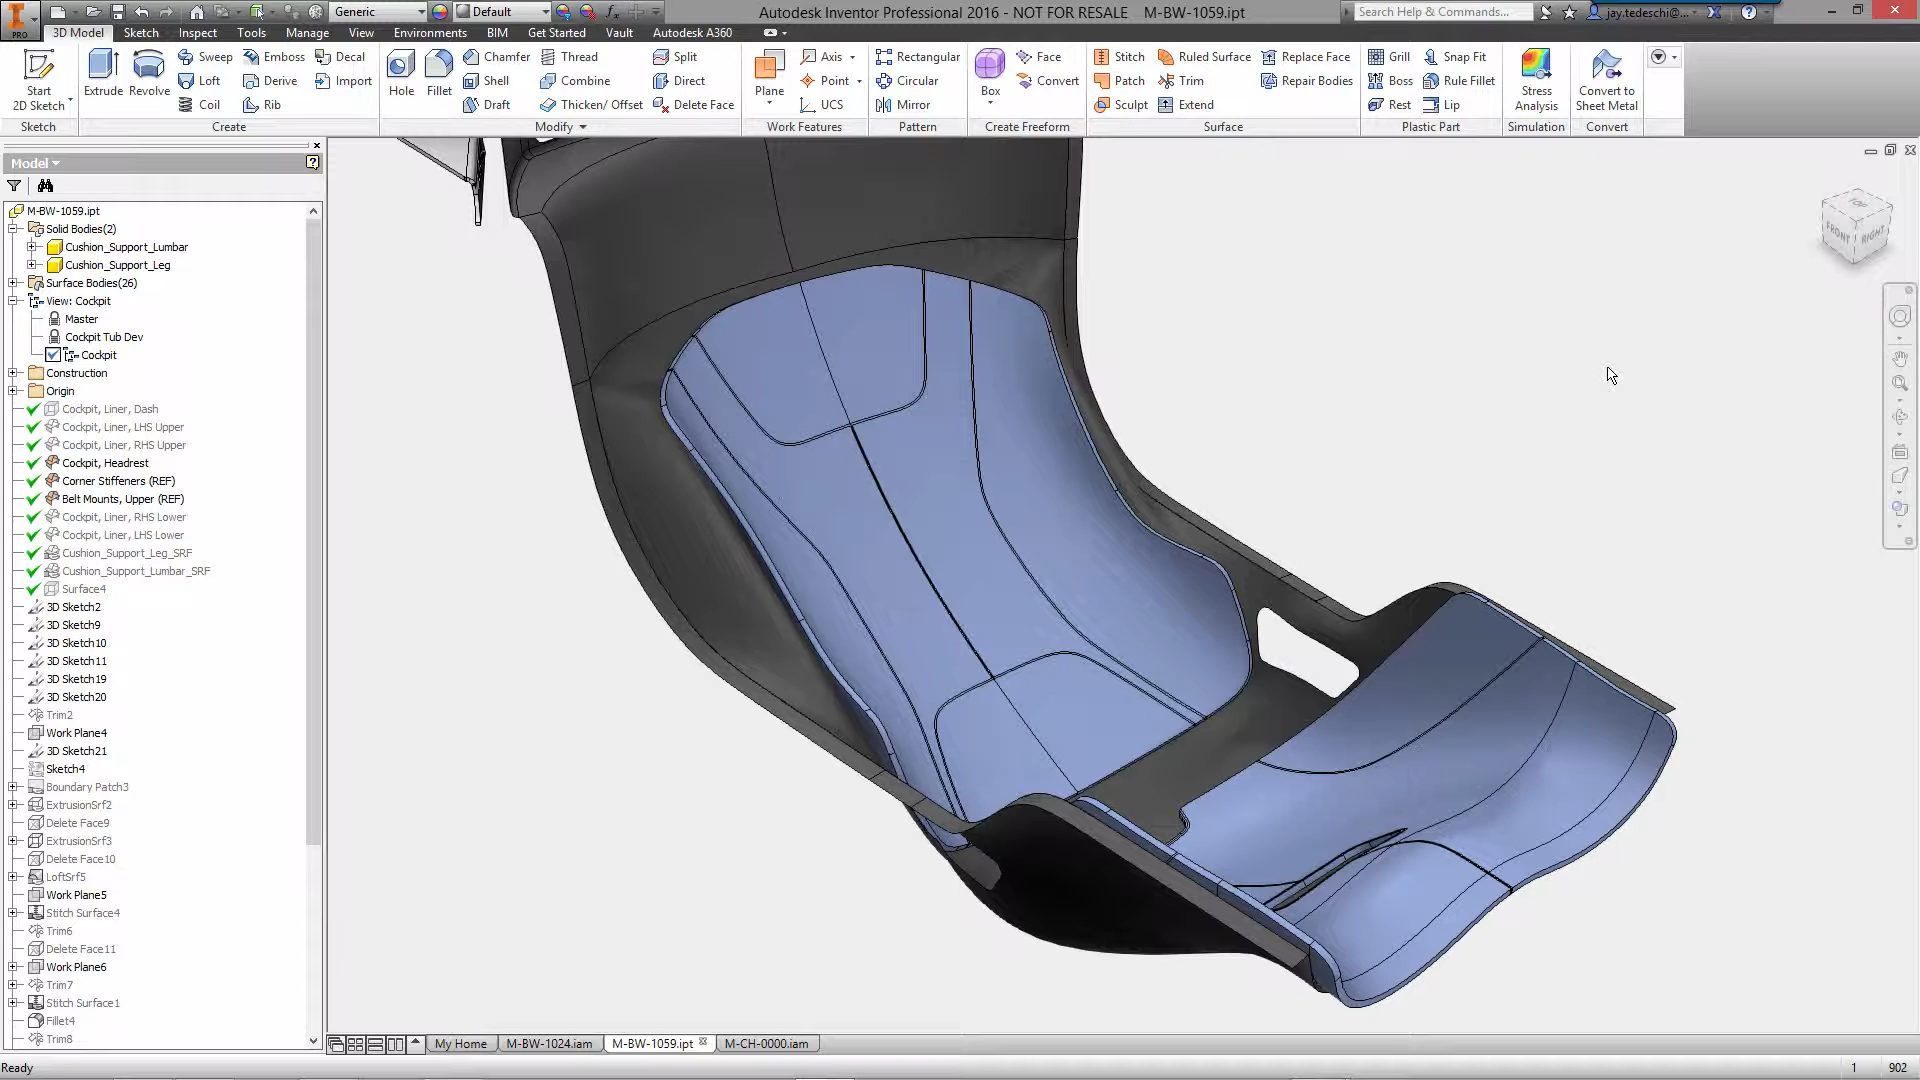 Generic
Default
Autodesk Inventor Professional 2016 - NOT FOR RESALE M-BW-1059.ipt
Search Help & Commands...
jay.tedeschi@...
PRO
3D Model
Sketch
Inspect
Tools
Manage
View
Environments
BIM
Get Started
Vault
Autodesk A360
Start
2D Sketch
Extrude
Revolve
Sweep
Emboss
Decal
Loft
Derive
Import
Coil
Rib
Hole
Fillet
Chamfer
Thread
Split
Shell
Combine
Direct
Draft
Thicken/ Offset
Delete Face
Plane
Axis
Point
UCS
Rectangular
Circular
Mirror
Box
Face
Convert
Stitch
Ruled Surface
Replace Face
Patch
Trim
Repair Bodies
Sculpt
Extend
Grill
Snap Fit
Boss
Rule Fillet
Rest
Lip
Stress
Analysis
Convert to
Sheet Metal
Sketch
Create
Modify
Work Features
Pattern
Create Freeform
Surface
Plastic Part
Simulation
Convert
Model
M-BW-1059.ipt
Solid Bodies(2)
Cushion_Support_Lumbar
Cushion_Support_Leg
Surface Bodies(26)
View: Cockpit
Master
Cockpit Tub Dev
Cockpit
Construction
Origin
Cockpit, Liner, Dash
Cockpit, Liner, LHS Upper
Cockpit, Liner, RHS Upper
Cockpit, Headrest
Corner Stiffeners (REF)
Belt Mounts, Upper (REF)
Cockpit, Liner, RHS Lower
Cockpit, Liner, LHS Lower
Cushion_Support_Leg_SRF
Cushion_Support_Lumbar_SRF
Surface4
3D Sketch2
3D Sketch9
3D Sketch10
3D Sketch11
3D Sketch19
3D Sketch20
Trim2
Work Plane4
3D Sketch21
Sketch4
Boundary Patch3
ExtrusionSrf2
Delete Face9
ExtrusionSrf3
Delete Face10
LoftSrf5
Work Plane5
Stitch Surface4
Trim6
Delete Face11
Work Plane6
Trim7
Stitch Surface1
Fillet4
Trim8
TOP
FRONT
RIGHT
My Home
M-BW-1024.iam
M-BW-1059.ipt
M-CH-0000.iam
Ready
1
902